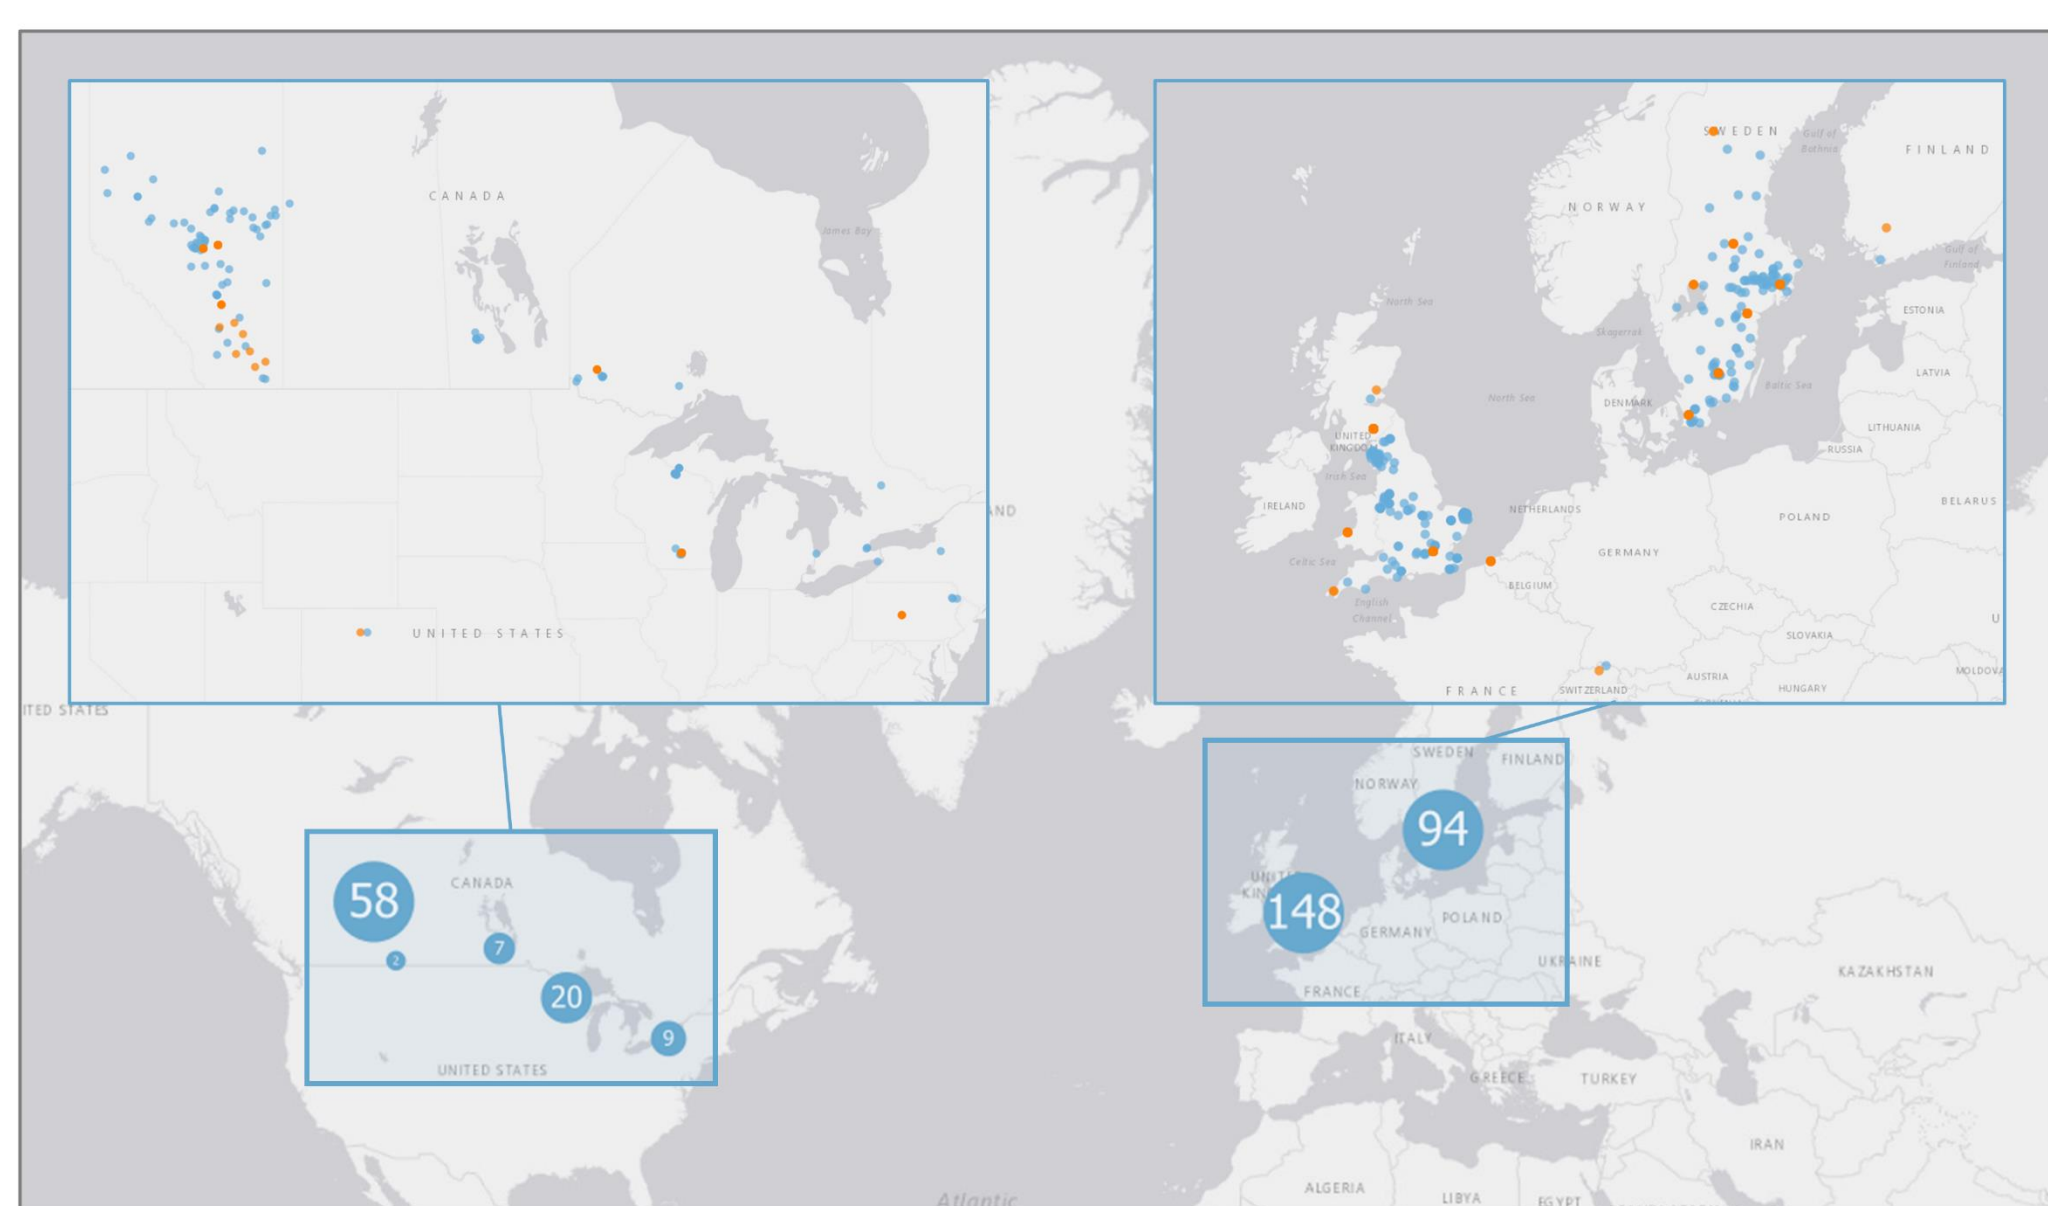 CANADA
James Bay
UNITED STATES
SWEDEN
Gulf of
Bothnia
FINLAND
NORWAY
Gulf of
Finland
North Sea
ESTONIA
Skagerrak
LATVIA
Baltic Sea
North Sea
DENMARK
LITHUANIA
UNITED
KINGDOM
RUSSIA
Irish Sea
IRELAND
NETHERLANDS
BELARUS
POLAND
GERMANY
Celtic Sea
BELGIUM
English
Channel
CZECHIA
U
SLOVAKIA
MOLDOVA
AUSTRIA
FRANCE
SWITZERLAND
HUNGARY
AND
ITED STATES
SWEDEN
FINLAND
NORWAY
94
UNITE
KING
148
POLAND
GERMANY
UKRAINE
FRANCE
58
CANADA
7
2
20
9
UNITED STATES
KAZAKHSTAN
ITALY
GREECE
TURKEY
IRAN
ALGERIA
LIBYA
EGYPT
Atlantic